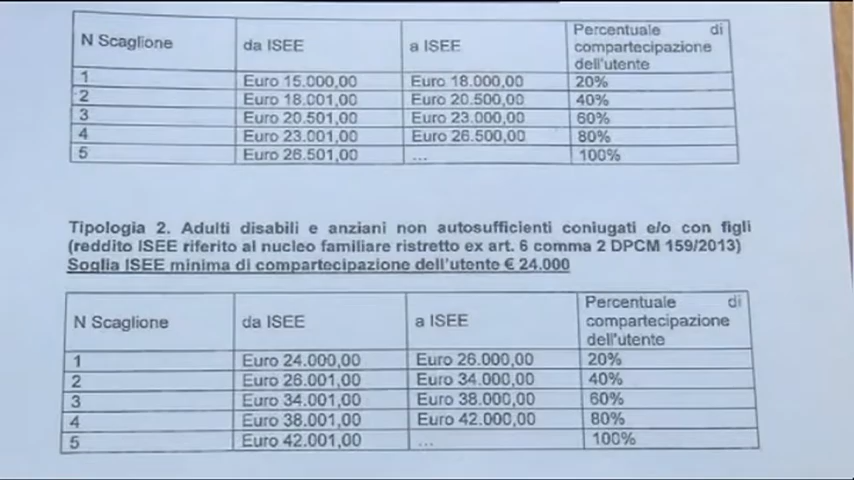 N Scaglione da ISEE a ISEE Percentuale di compartecipazione dell'utente
1 Euro 15.000,00 Euro 18.000,00 20%
2 Euro 18.001,00 Euro 20.500,00 40%
3 Euro 20.501,00 Euro 23.000,00 60%
4 Euro 23.001,00 Euro 26.500,00 80%
5 Euro 26.501,00 ... 100%
Tipologia 2. Adulti disabili e anziani non autosufficienti coniugati e/o con figli
(reddito ISEE riferito al nucleo familiare ristretto ex art. 6 comma 2 DPCM 159/2013)
Soglia ISEE minima di compartecipazione dell'utente € 24.000
N Scaglione da ISEE a ISEE Percentuale di compartecipazione dell'utente
1 Euro 24.000,00 Euro 26.000,00 20%
2 Euro 26.001,00 Euro 34.000,00 40%
3 Euro 34.001,00 Euro 38.000,00 60%
4 Euro 38.001,00 Euro 42.000,00 80%
5 Euro 42.001,00 ... 100%